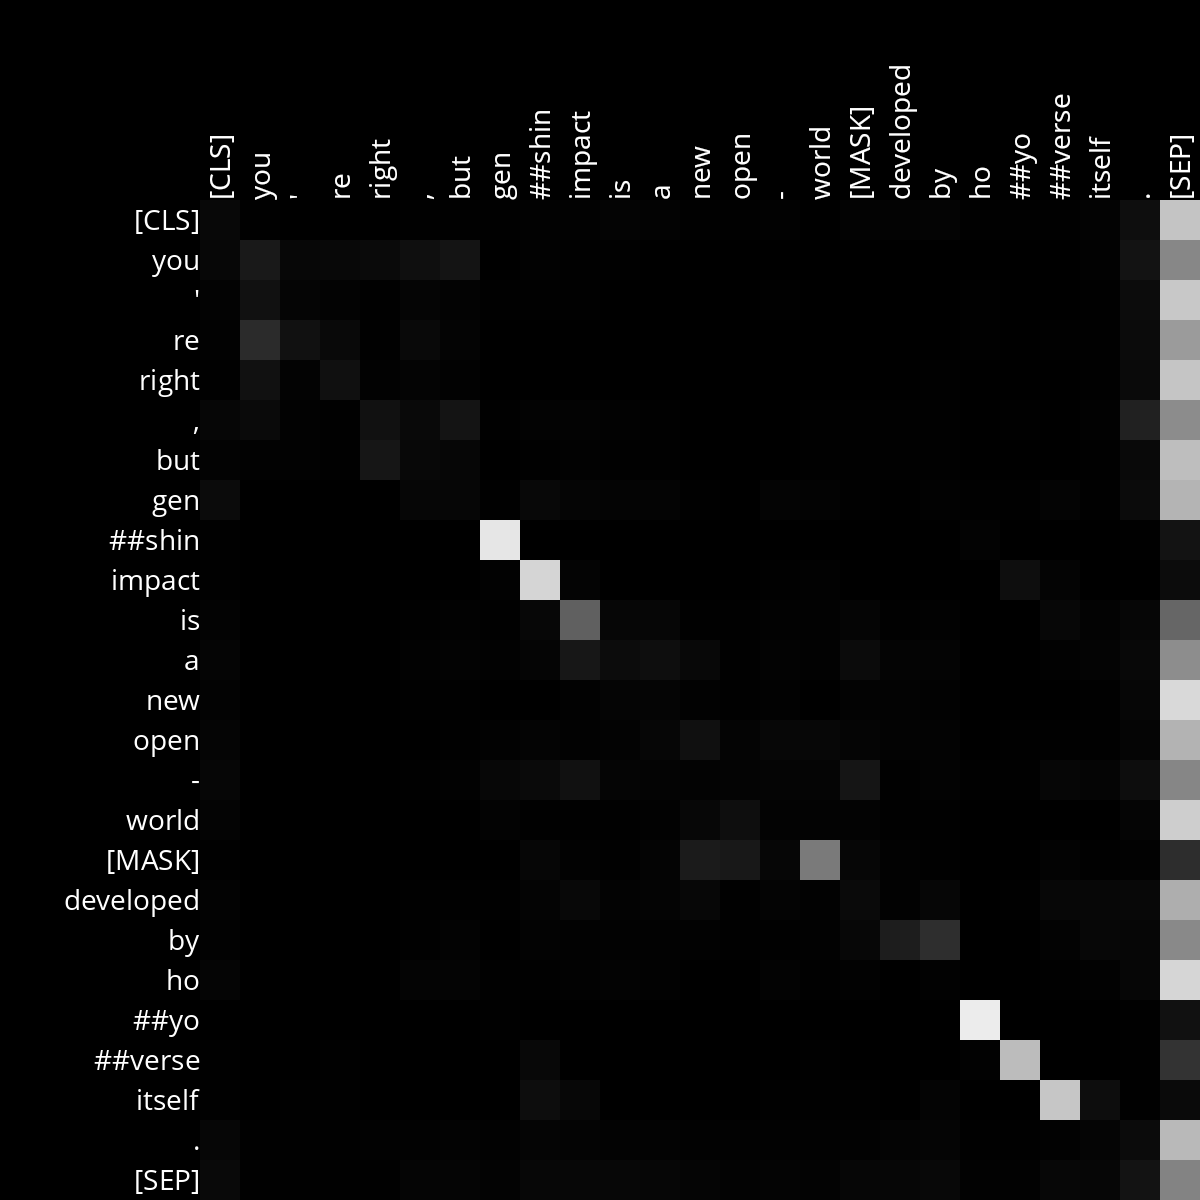 [CLS] you ' re right , but gen ##shin impact is a new open - world [MASK] developed by ho ##yo ##verse itself . [SEP]
[CLS]
you
'
re
right
,
but
gen
##shin
impact
is
a
new
open
-
world
[MASK]
developed
by
ho
##yo
##verse
itself
.
[SEP]